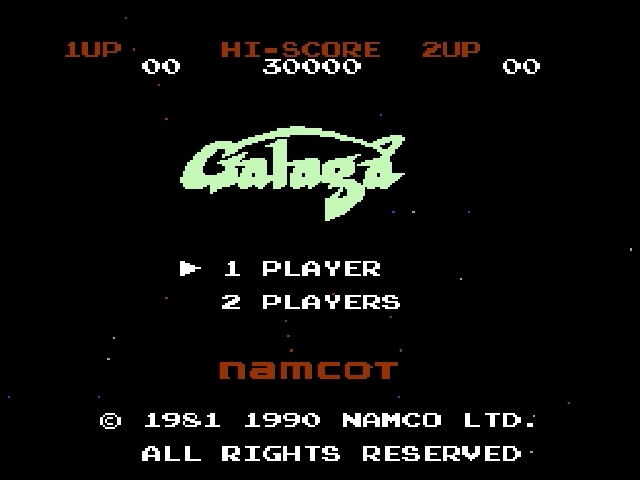 1UP HI-SCORE 2UP
00 30000 00
Galaga
1 PLAYER
2 PLAYERS
namcot
© 1981 1990 NAMCO LTD.
ALL RIGHTS RESERVED